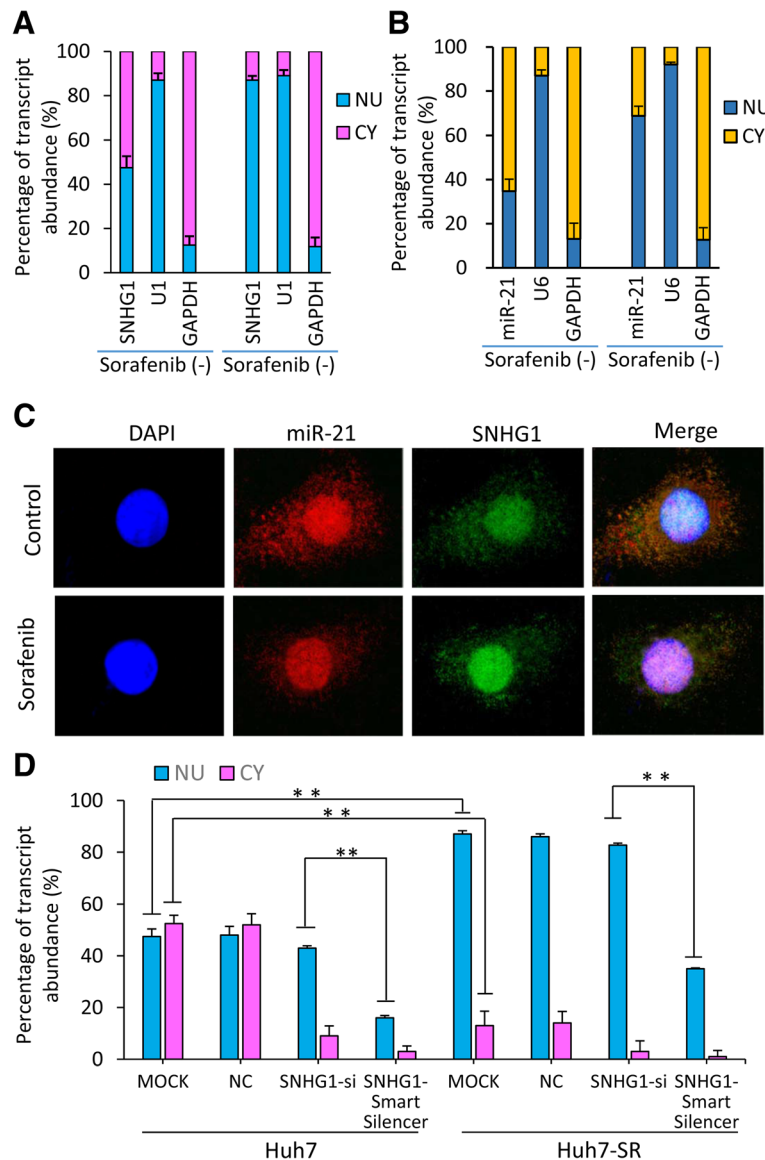 A
Percentage of transcript
abundance (%)
100
80
60
40
20
0
NU
CY
SNHG1
U1
GAPDH
SNHG1
U1
GAPDH
Sorafenib (-)
Sorafenib (-)
B
Percentage of transcript
abundance (%)
100
80
60
40
20
0
NU
CY
miR-21
U6
GAPDH
miR-21
U6
GAPDH
Sorafenib (-)
Sorafenib (-)
C
DAPI
miR-21
SNHG1
Merge
Control
Sorafenib
D
NU
CY
Percentage of transcript
abundance (%)
100
80
60
40
20
0
* *
* *
**
* *
MOCK
NC
SNHG1-si
SNHG1-
Smart
Silencer
MOCK
NC
SNHG1-si
SNHG1-
Smart
Silencer
Huh7
Huh7-SR